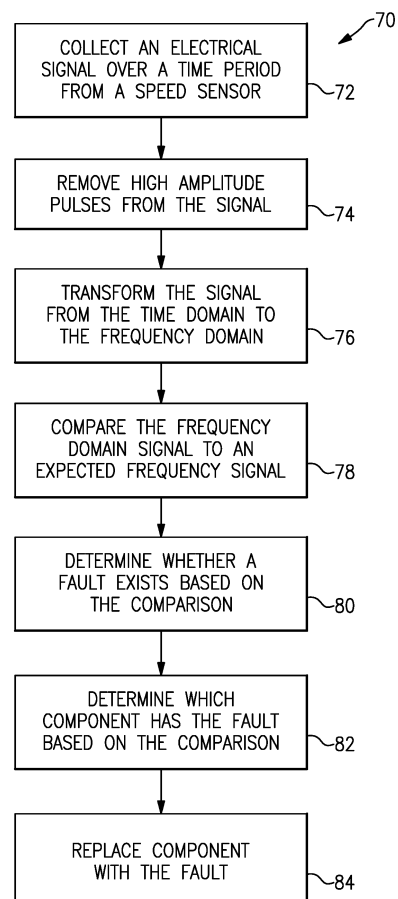 70
COLLECT AN ELECTRICAL
SIGNAL OVER A TIME PERIOD
FROM A SPEED SENSOR
72
REMOVE HIGH AMPLITUDE
PULSES FROM THE SIGNAL
74
TRANSFORM THE SIGNAL
FROM THE TIME DOMAIN TO
THE FREQUENCY DOMAIN
76
COMPARE THE FREQUENCY
DOMAIN SIGNAL TO AN
EXPECTED FREQUENCY SIGNAL
78
DETERMINE WHETHER A
FAULT EXISTS BASED ON
THE COMPARISON
80
DETERMINE WHICH
COMPONENT HAS THE FAULT
BASED ON THE COMPARISON
82
REPLACE COMPONENT
WITH THE FAULT
84